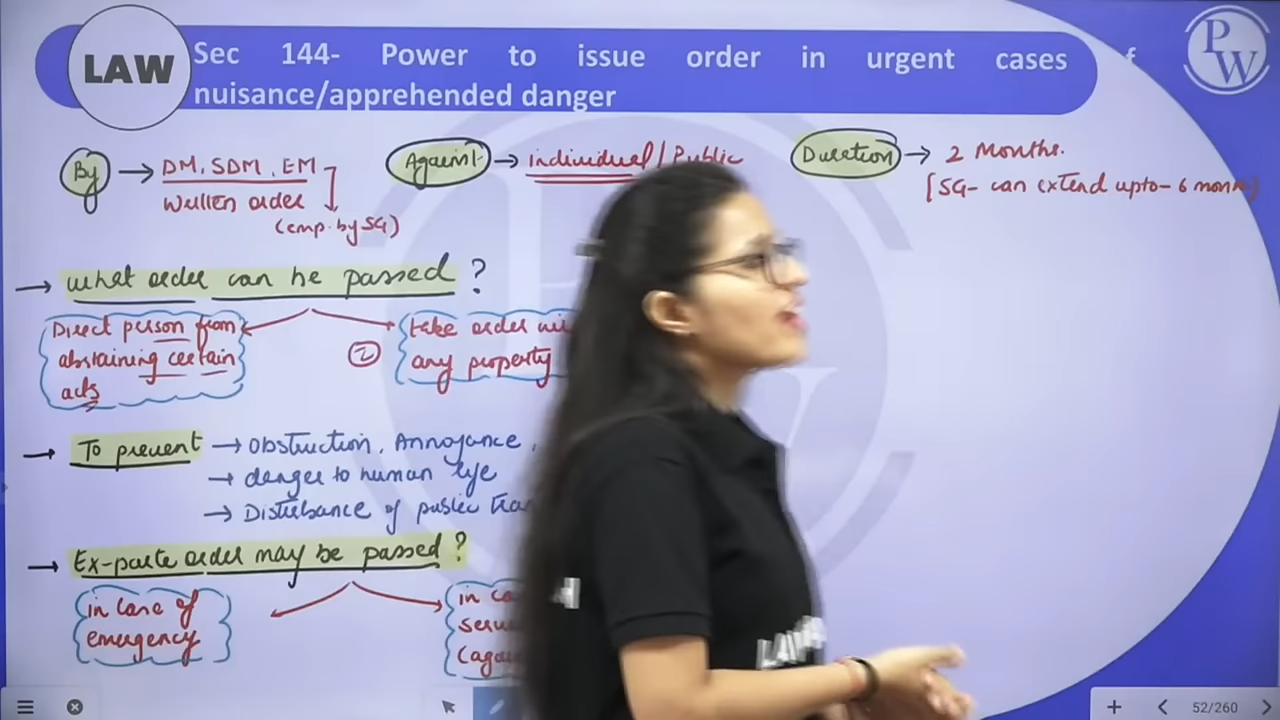 LAW
Sec 144- Power to issue order in urgent cases
nuisance/apprehended danger
PW
By → DM, SDM, EM
Written order
(emp. by SG)
Against → individual / Public
Duration → 2 Months.
[SG- can extend upto- 6 months
→ What order can be passed ?
Direct person from
abstaining certain
acts
②
take order
any property
→ To prevent → Obstruction, Annoyance,
→ danger to human life
→ Disturbance of public
→ Ex-parte order may be passed ?
in case of
emergency
in
LAW
52/260